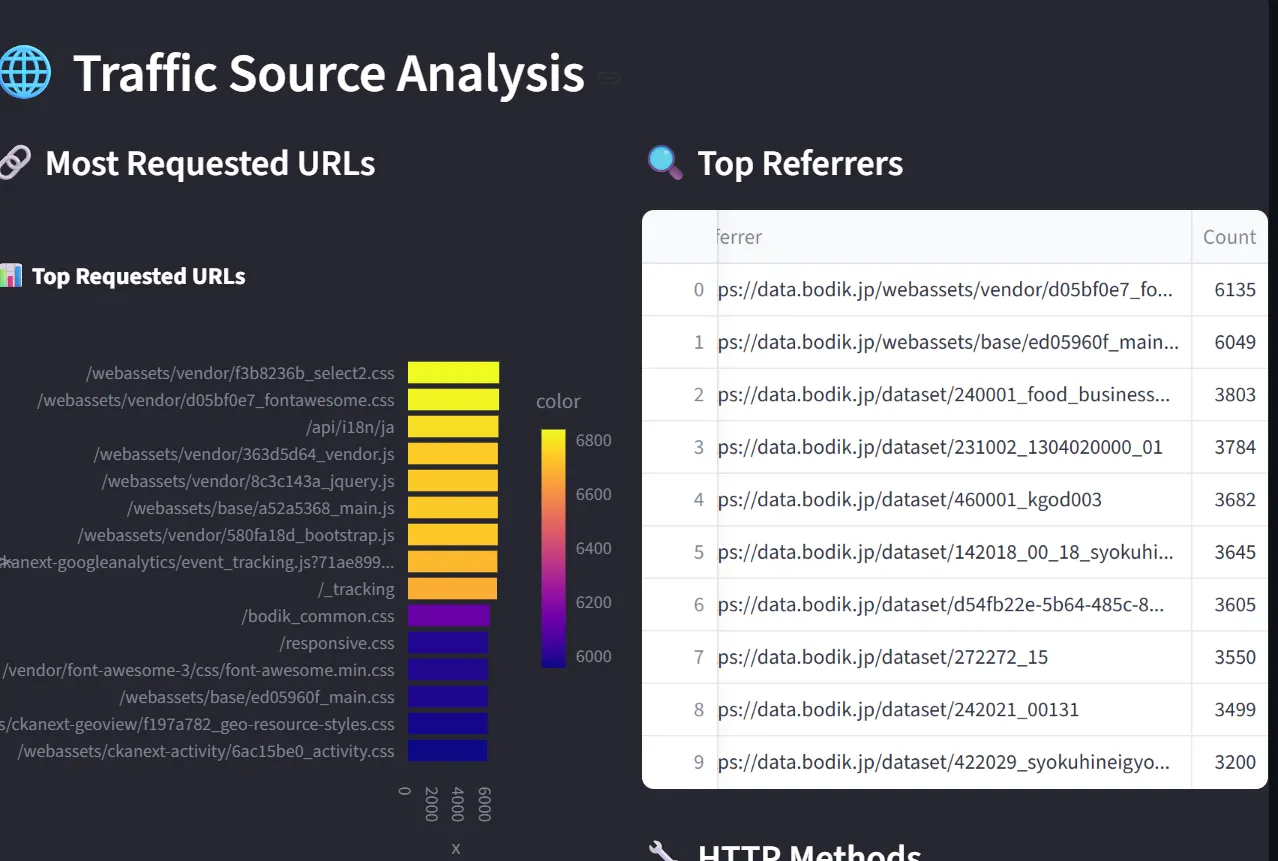 Traffic Source Analysis
Most Requested URLs
Top Requested URLs
/webassets/vendor/f3b8236b_select2.css
/webassets/vendor/d05bf0e7_fontawesome.css
/api/i18n/ja
/webassets/vendor/363d5d64_vendor.js
/webassets/vendor/8c3c143a_jquery.js
/webassets/base/a52a5368_main.js
/webassets/vendor/580fa18d_bootstrap.js
ckanext-googleanalytics/event_tracking.js?71ae899...
/_tracking
/bodik_common.css
/responsive.css
/vendor/font-awesome-3/css/font-awesome.min.css
/webassets/base/ed05960f_main.css
s/ckanext-geoview/f197a782_geo-resource-styles.css
/webassets/ckanext-activity/6ac15be0_activity.css
0
2000
4000
6000
x
color
6800
6600
6400
6200
6000
Top Referrers
ferrer Count
0 ps://data.bodik.jp/webassets/vendor/d05bf0e7_fo... 6135
1 ps://data.bodik.jp/webassets/base/ed05960f_main... 6049
2 ps://data.bodik.jp/dataset/240001_food_business... 3803
3 ps://data.bodik.jp/dataset/231002_1304020000_01 3784
4 ps://data.bodik.jp/dataset/460001_kgod003 3682
5 ps://data.bodik.jp/dataset/142018_00_18_syokuhi... 3645
6 ps://data.bodik.jp/dataset/d54fb22e-5b64-485c-8... 3605
7 ps://data.bodik.jp/dataset/272272_15 3550
8 ps://data.bodik.jp/dataset/242021_00131 3499
9 ps://data.bodik.jp/dataset/422029_syokuhineigyo... 3200
HTTP Methods